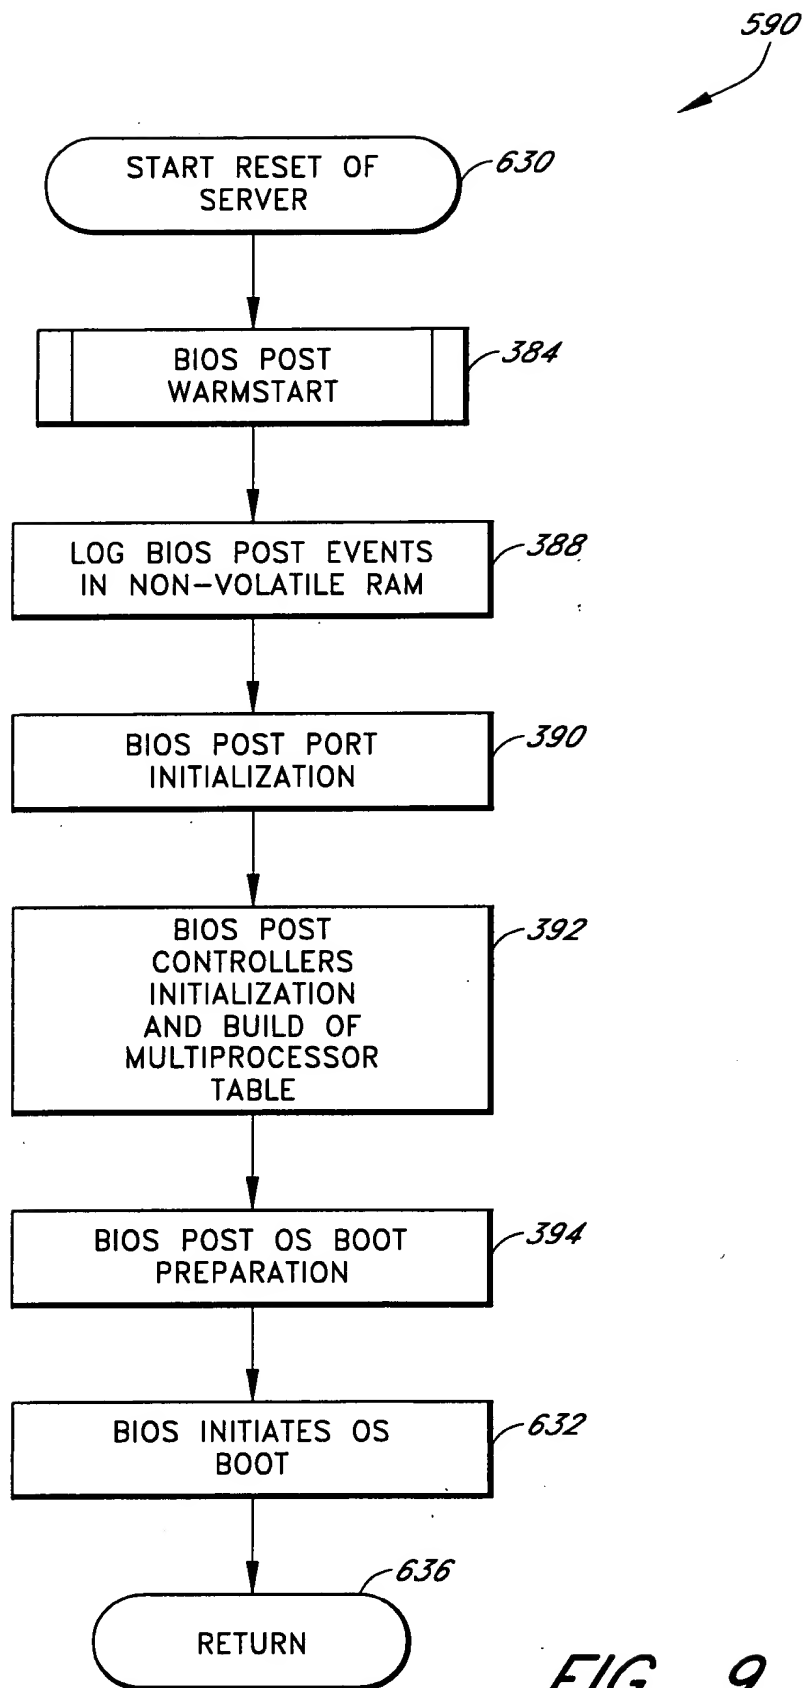 590
START RESET OF
SERVER
630
BIOS POST
WARMSTART
384
LOG BIOS POST EVENTS
IN NON-VOLATILE RAM
388
BIOS POST PORT
INITIALIZATION
390
BIOS POST
CONTROLLERS
INITIALIZATION
AND BUILD OF
MULTIPROCESSOR
TABLE
392
BIOS POST OS BOOT
PREPARATION
394
BIOS INITIATES OS
BOOT
632
RETURN
636
FIG. 9